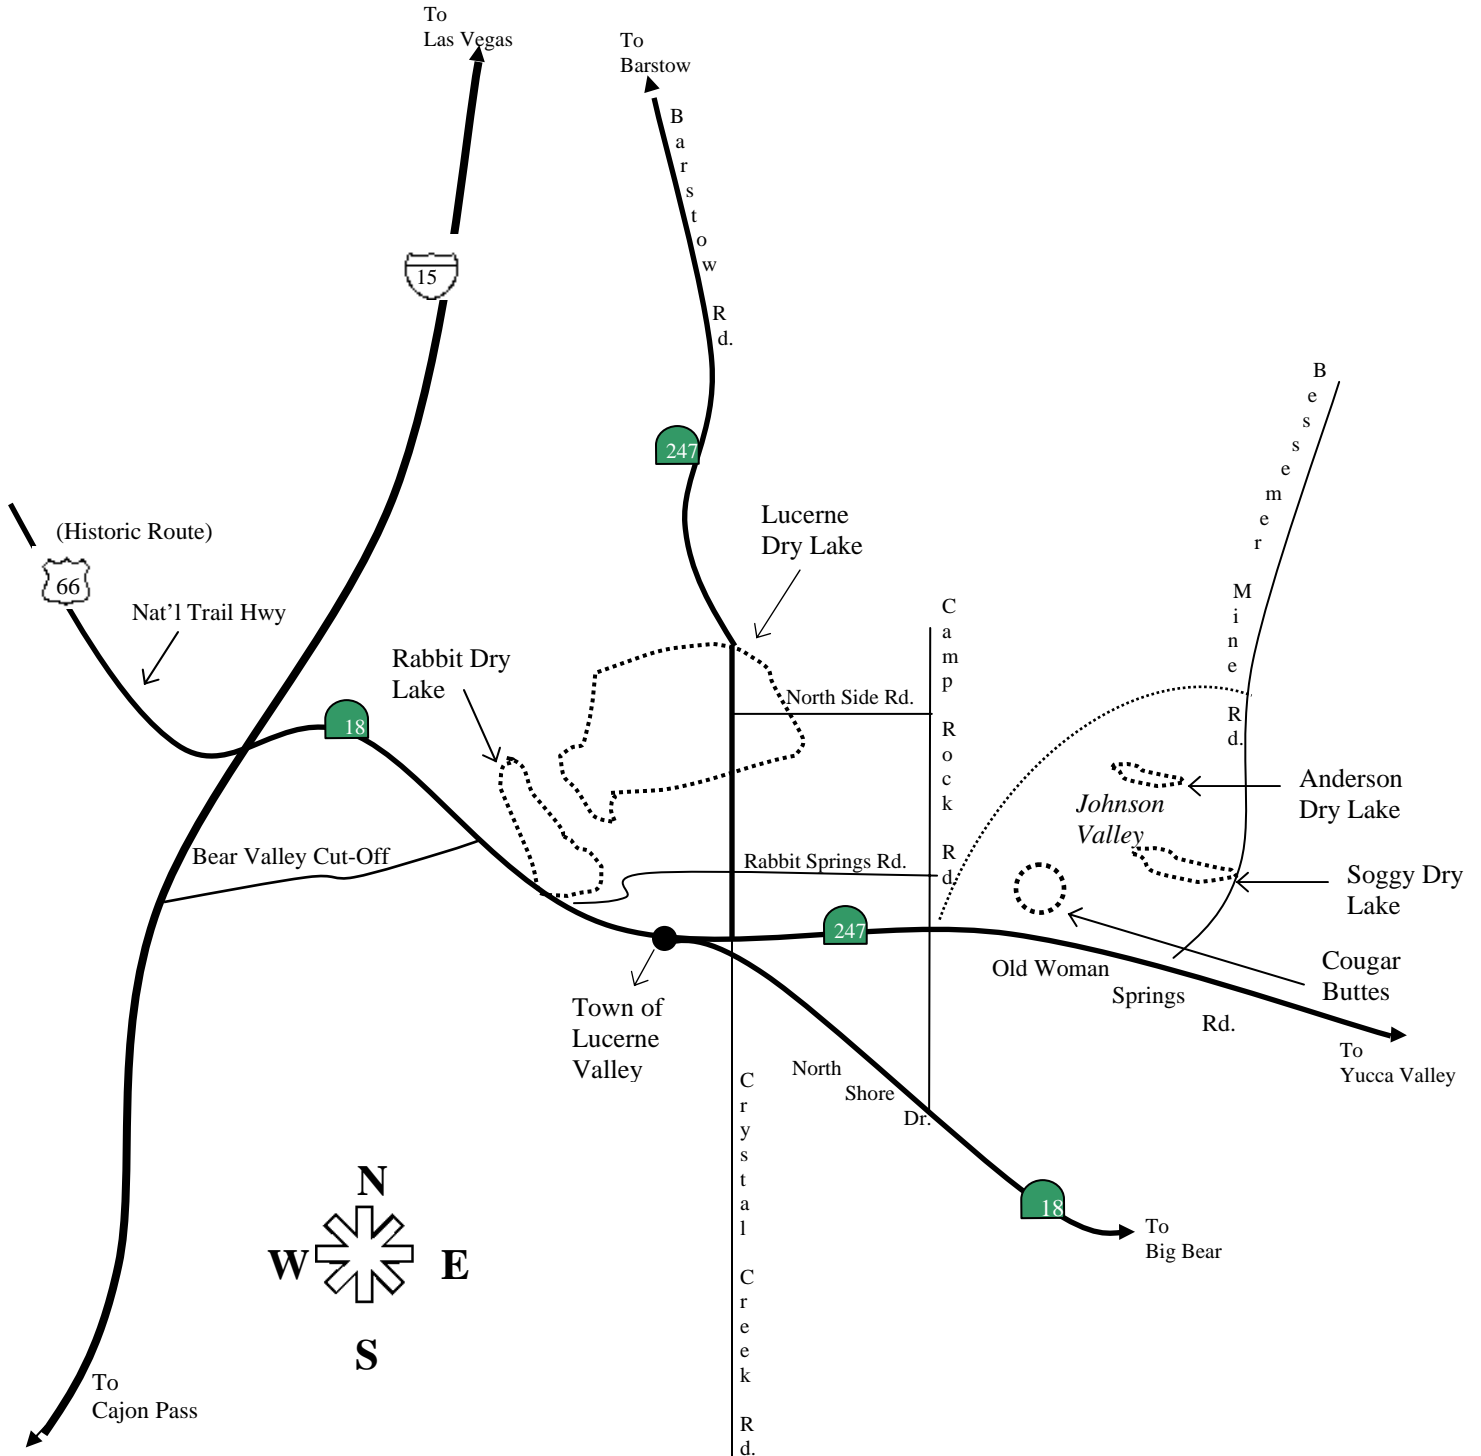 To
Las Vegas
To
Barstow
Barstow Rd.
15
Bessemer Mine Rd.
247
Lucerne
Dry Lake
(Historic Route)
66
Nat'l Trail Hwy
Camp Rock Rd
Rabbit Dry
Lake
North Side Rd.
18
Anderson
Dry Lake
Johnson
Valley
Bear Valley Cut-Off
Rabbit Springs Rd.
Soggy Dry
Lake
247
Old Woman
Springs
Rd.
Cougar
Buttes
Town of
Lucerne
Valley
To
Yucca Valley
North
Shore
Dr.
Crystal Creek Rd.
N
W E
S
18
To
Big Bear
To
Cajon Pass